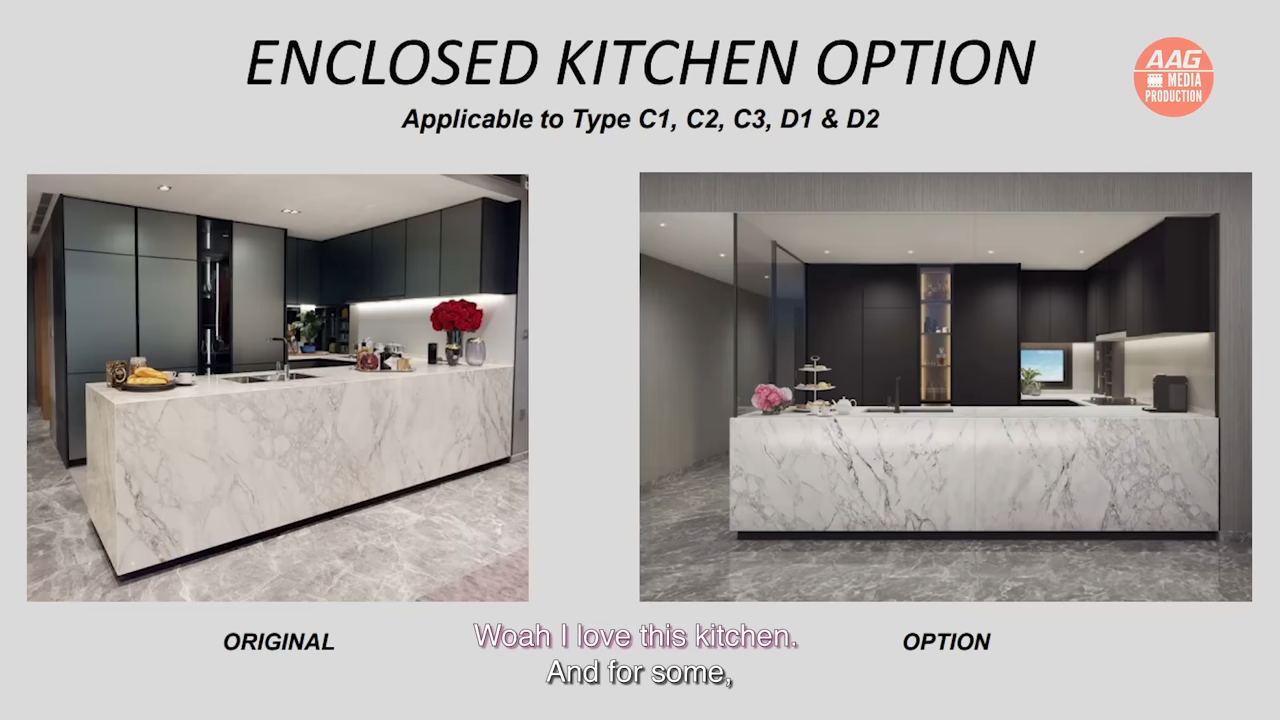 ENCLOSED KITCHEN OPTION
Applicable to Type C1, C2, C3, D1 & D2
AAG
MEDIA
PRODUCTION
ORIGINAL
OPTION
Woah I love this kitchen.
And for some,